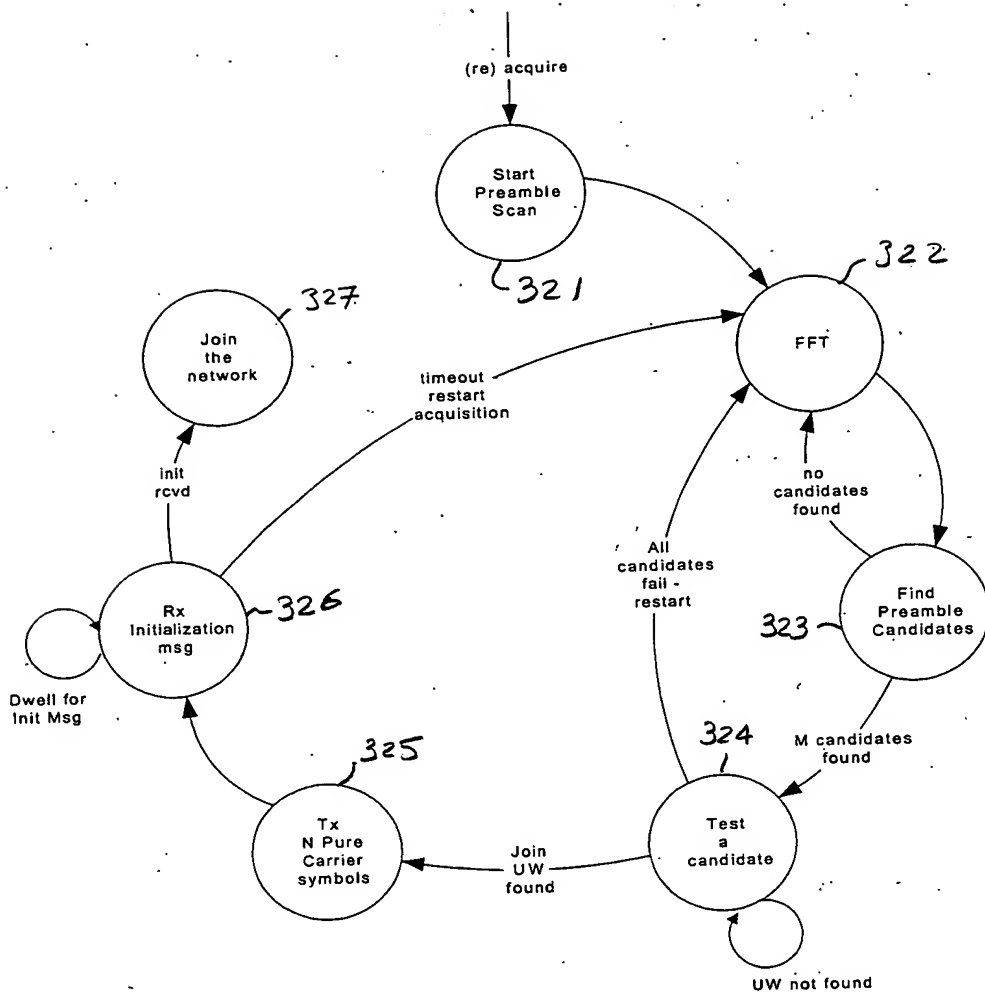 (re) acquire
Start
Preamble
Scan
321
322
FFT
327
Join
the
network
timeout
restart
acquisition
init
rcvd
no
candidates
found
All
candidates
fail -
restart
Rx
Initialization
msg
326
Find
Preamble
Candidates
323
Dwell for
Init Msg
M candidates
found
324
325
Test
a
candidate
Tx
N Pure
Carrier
symbols
Join
UW
found
UW not found